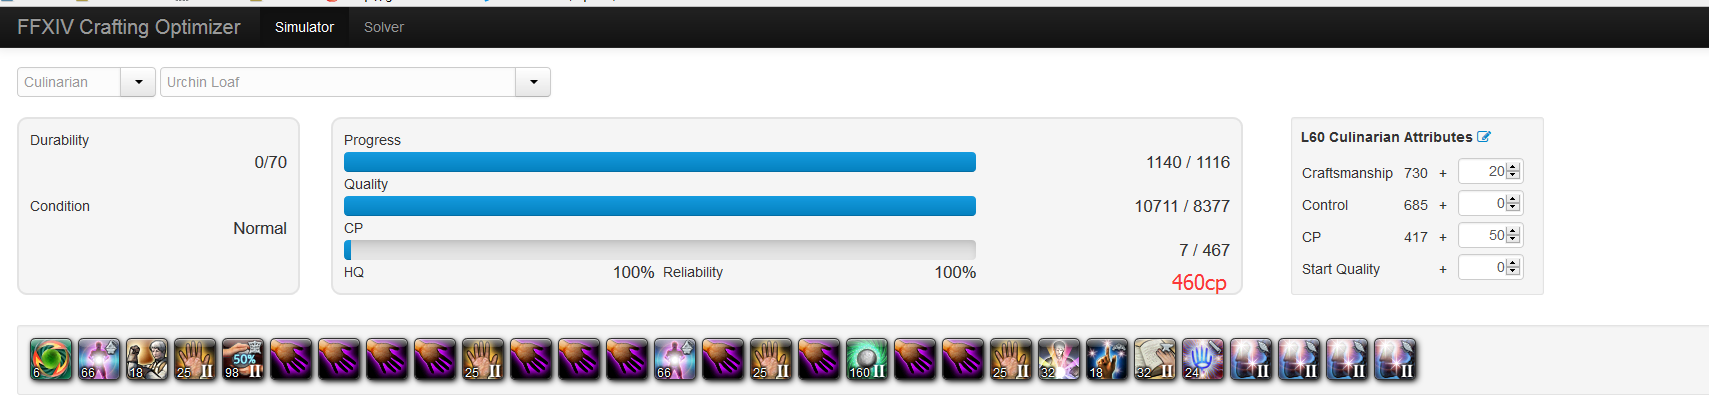 FFXIV Crafting Optimizer Simulator Solver
Culinarian Urchin Loaf
Durability
0/70
Condition
Normal
Progress
1140 / 1116
Quality
10711 / 8377
CP
7 / 467
HQ 100% Reliability 100%
460cp
L60 Culinarian Attributes
Craftsmanship 730 + 20
Control 685 + 0
CP 417 + 50
Start Quality + 0
6 66 18 25 II 50% 98 II 25 II 66 25 II 160 II 25 II 32 18 32 II 24 II II II II